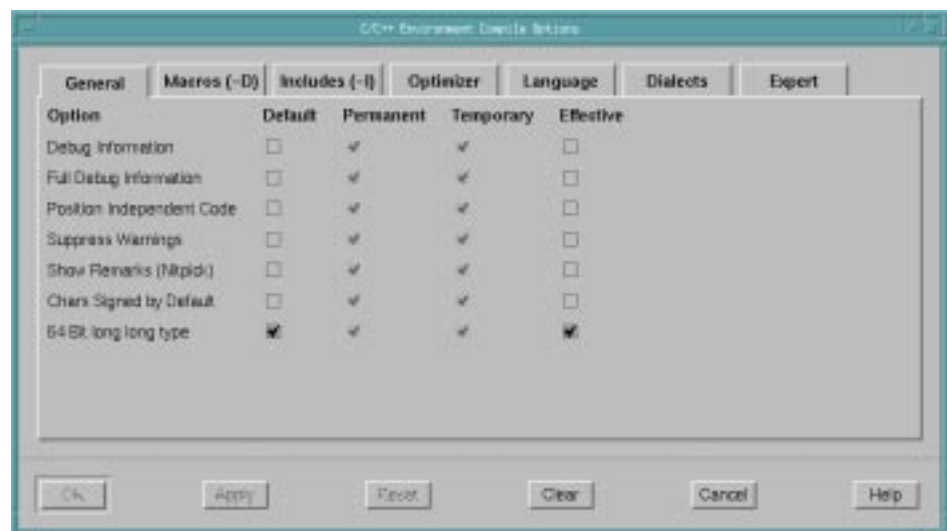 C/C++ Environment Compile Options
General Macros (-D) Includes (-I) Optimizer Language Dialects Expert
Option Default Permanent Temporary Effective
Debug Information
Full Debug Information
Position Independent Code
Suppress Warnings
Show Remarks (Nitpick)
Chars Signed by Default
64 Bit long long type
OK Apply Reset Clear Cancel Help